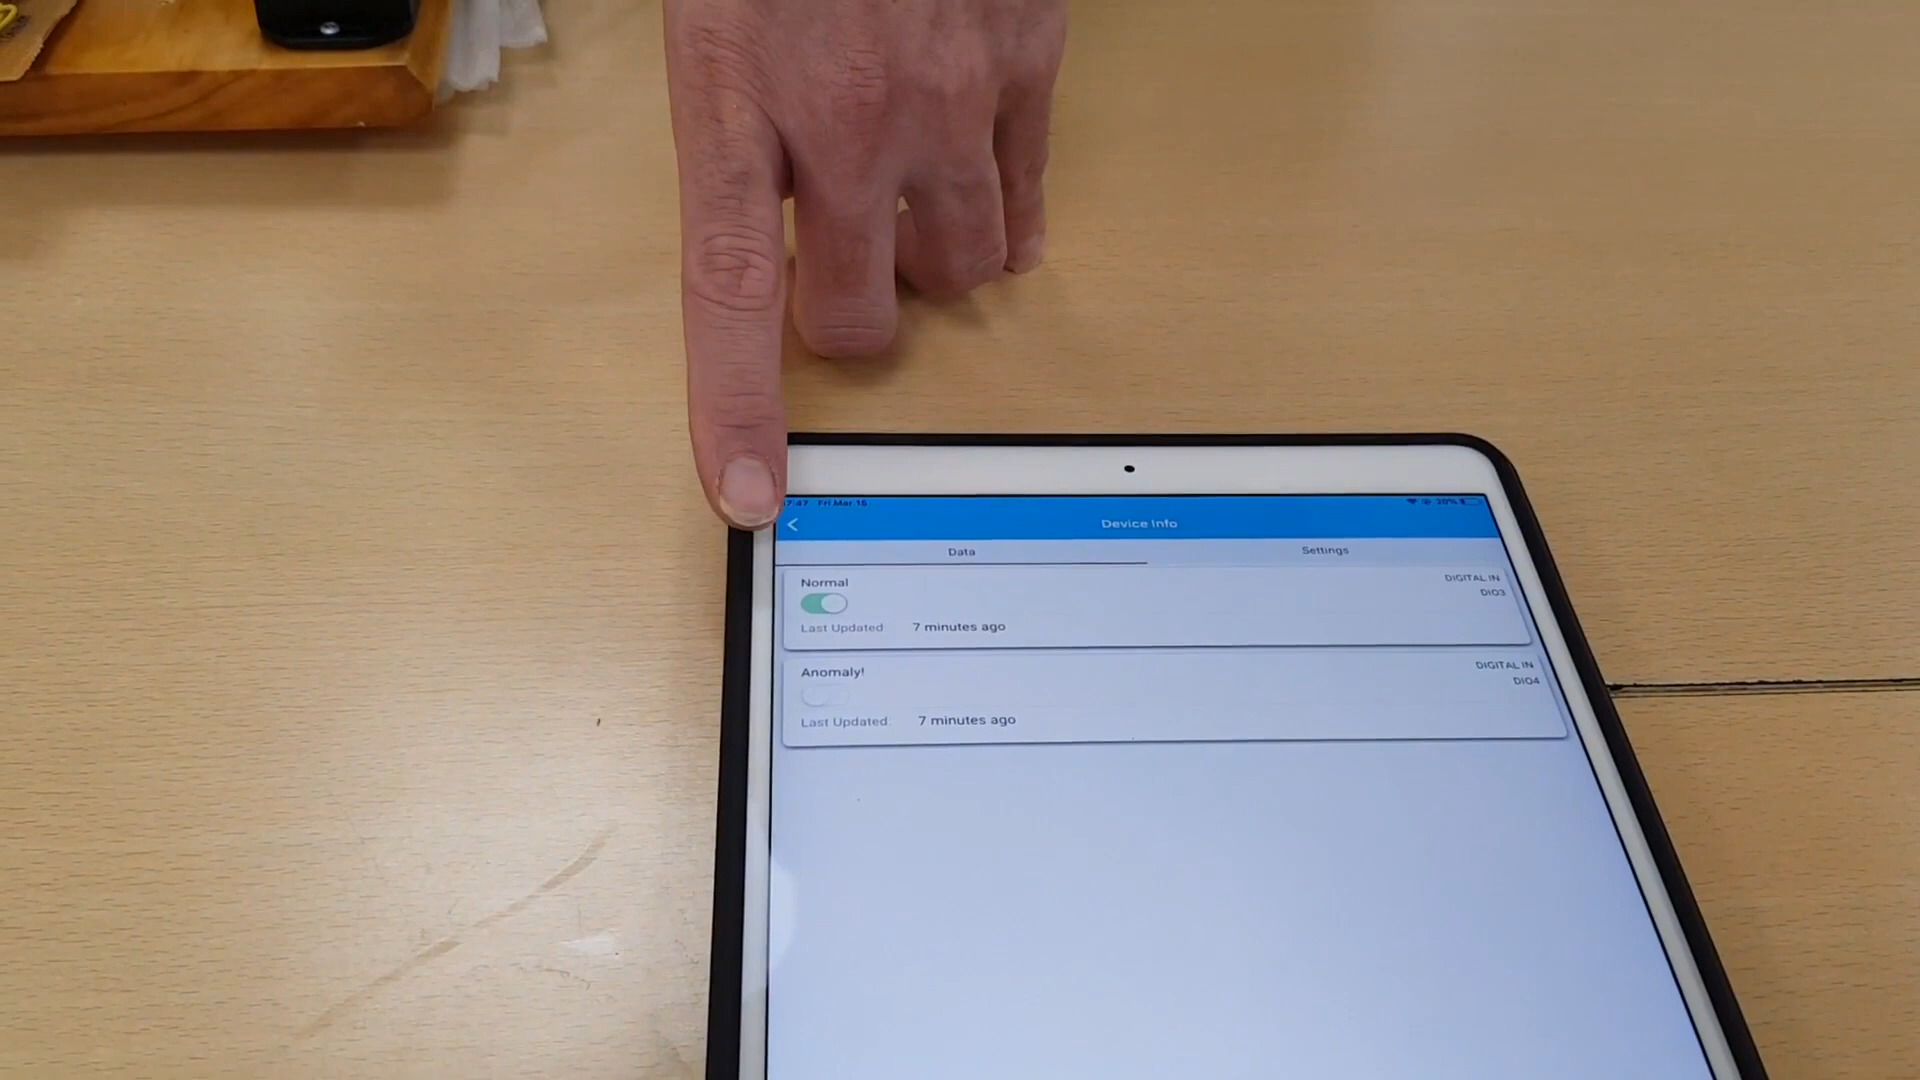 7:47 Fri Mar 15
20%
Device Info
Data
Settings
Normal
DIGITAL IN
DIO3
Last Updated 7 minutes ago
Anomaly!
DIGITAL IN
DIO4
Last Updated: 7 minutes ago